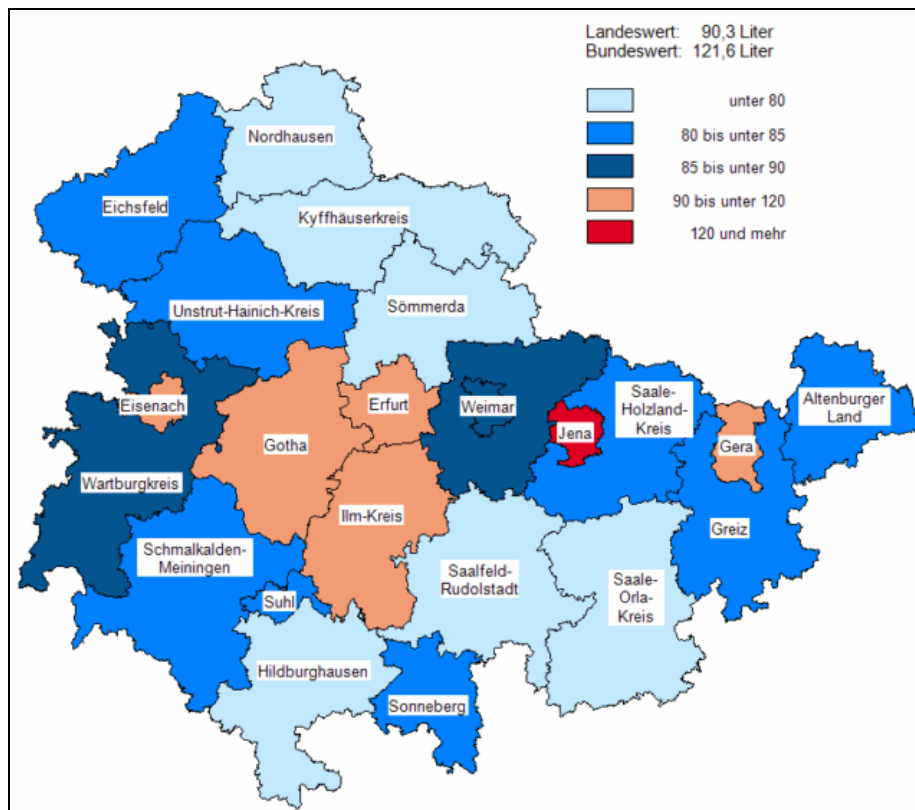 Landeswert: 90,3 Liter
Bundeswert: 121,6 Liter
unter 80
80 bis unter 85
85 bis unter 90
90 bis unter 120
120 und mehr
Nordhausen
Eichsfeld
Kyffhäuserkreis
Unstrut-Hainich-Kreis
Sömmerda
Eisenach
Gotha
Erfurt
Weimar
Jena
Saale-
Holzland-
Kreis
Gera
Altenburger
Land
Wartburgkreis
Ilm-Kreis
Greiz
Schmalkalden-
Meiningen
Suhl
Saalfeld-
Rudolstadt
Saale-
Orla-
Kreis
Hildburghausen
Sonneberg